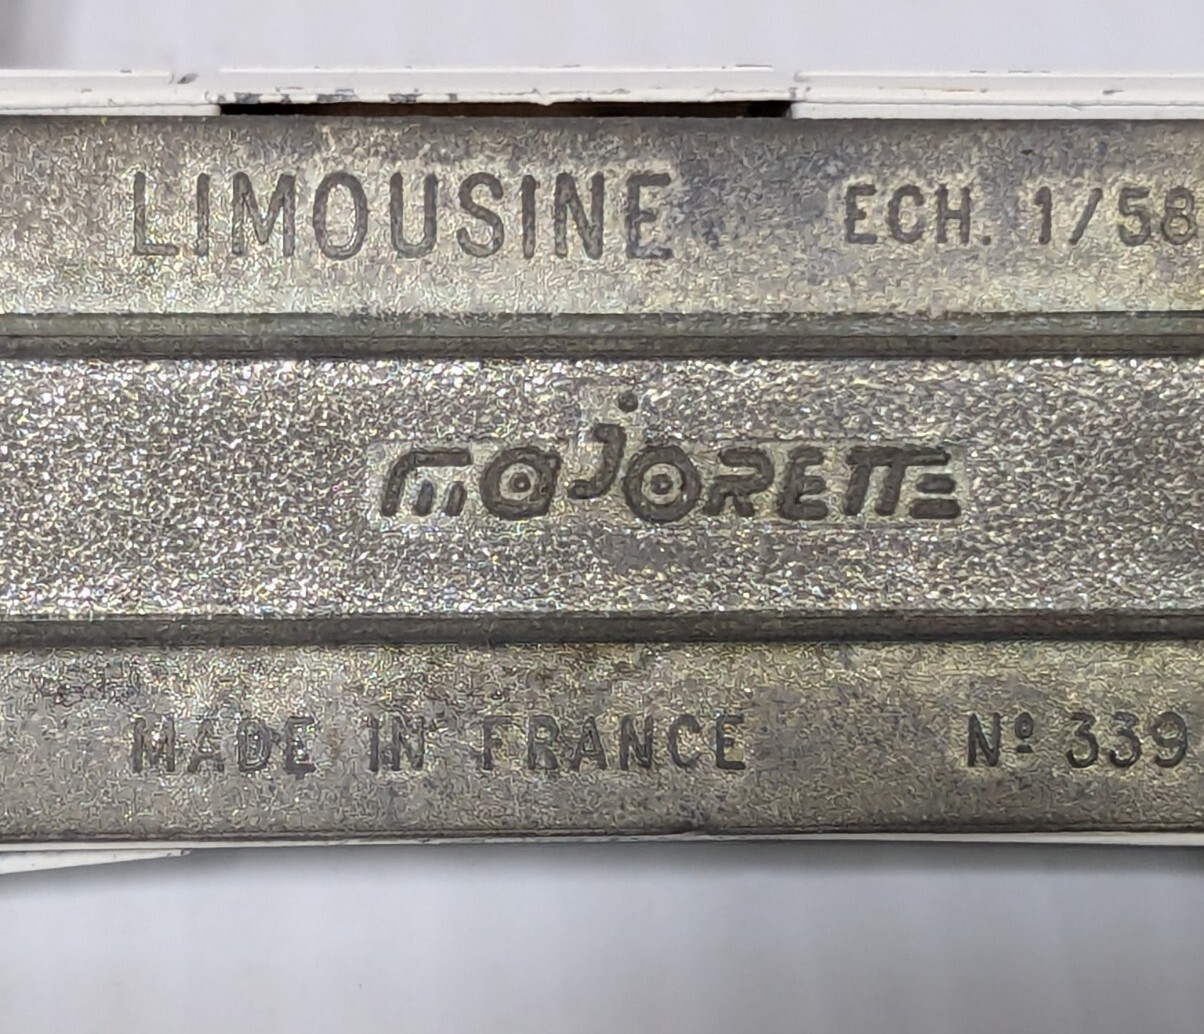 LIMOUSINE ECH. 1/58
majORETTE
MADE IN FRANCE Nº 339